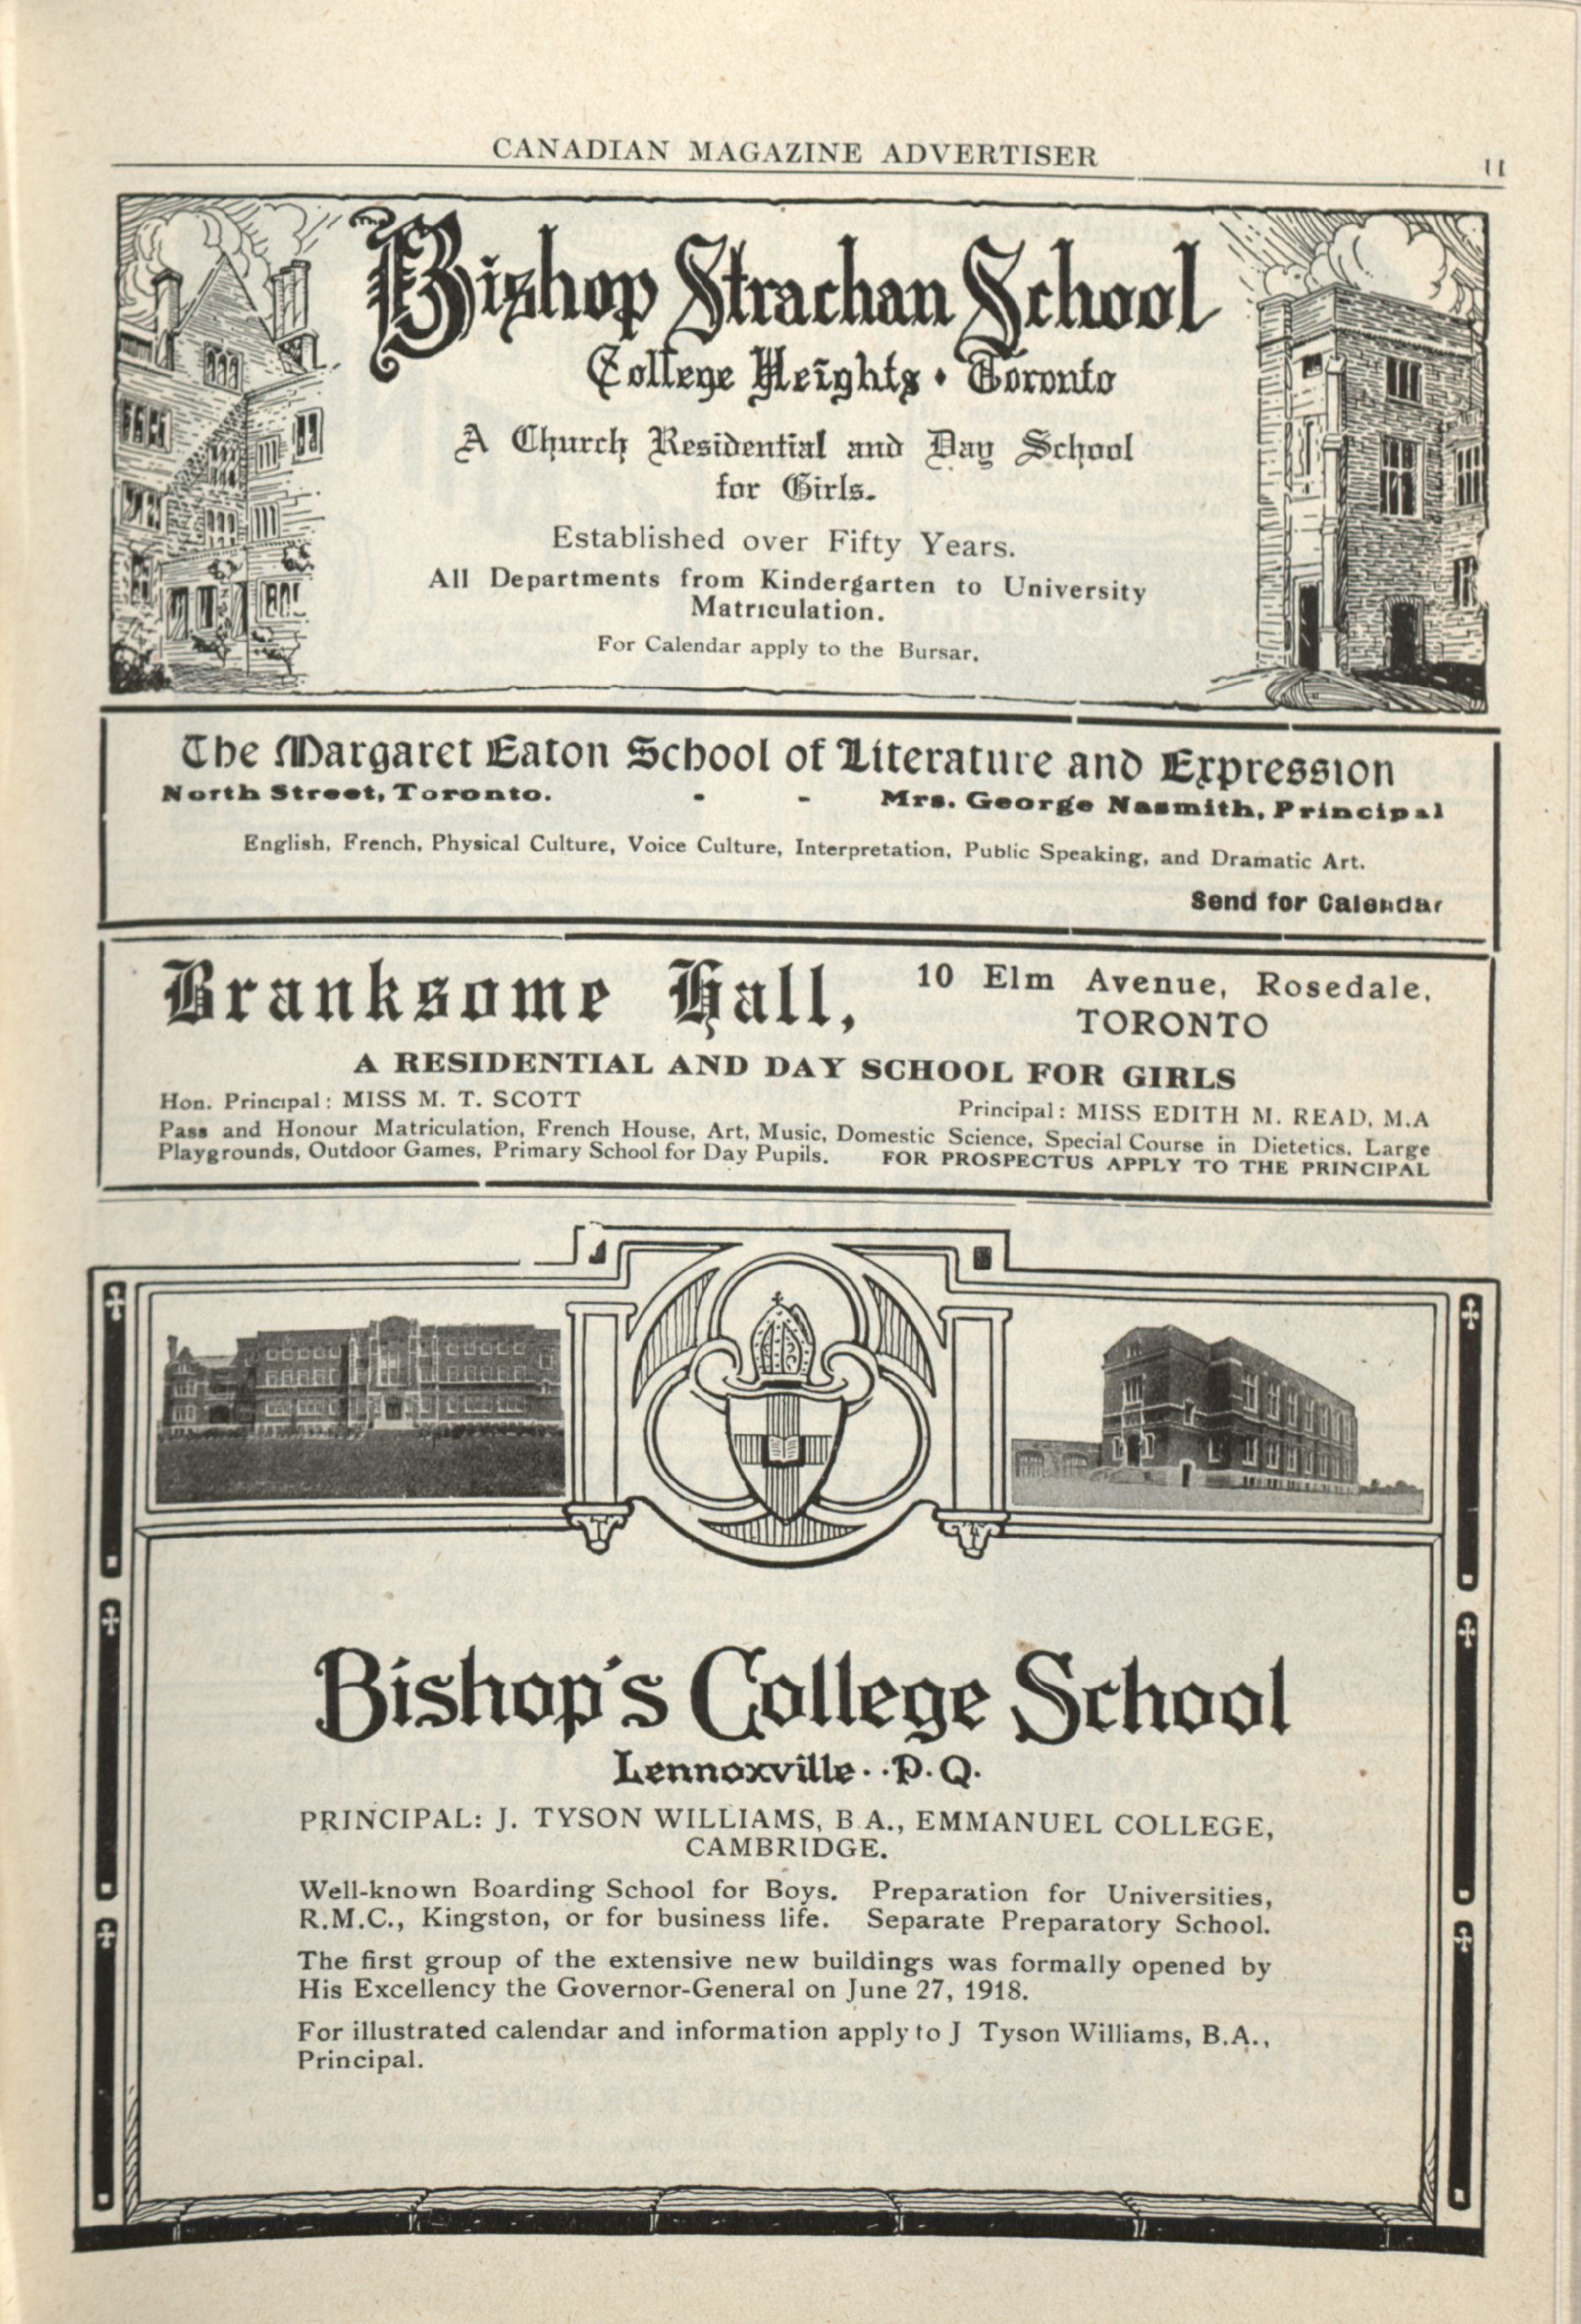 CANADIAN MAGAZINE ADVERTISER
11
The Bishop Strachan School
College Heights • Toronto
A Church Residential and Day School
for Girls.
Established over Fifty Years.
All Departments from Kindergarten to University
Matriculation.
For Calendar apply to the Bursar.
The Margaret Eaton School of Literature and Expression
North Street, Toronto. - - Mrs. George Nasmith, Principal
English, French, Physical Culture, Voice Culture, Interpretation, Public Speaking, and Dramatic Art.
Send for Calendar
Branksome Hall, 10 Elm Avenue, Rosedale,
TORONTO
A RESIDENTIAL AND DAY SCHOOL FOR GIRLS
Hon. Principal: MISS M. T. SCOTT Principal: MISS EDITH M. READ, M.A
Pass and Honour Matriculation, French House, Art, Music, Domestic Science, Special Course in Dietetics. Large
Playgrounds, Outdoor Games, Primary School for Day Pupils. FOR PROSPECTUS APPLY TO THE PRINCIPAL
Bishop's College School
Lennoxville · · P. Q.
PRINCIPAL: J. TYSON WILLIAMS, B A., EMMANUEL COLLEGE,
CAMBRIDGE.
Well-known Boarding School for Boys. Preparation for Universities,
R.M.C., Kingston, or for business life. Separate Preparatory School.
The first group of the extensive new buildings was formally opened by
His Excellency the Governor-General on June 27, 1918.
For illustrated calendar and information apply to J Tyson Williams, B.A.,
Principal.